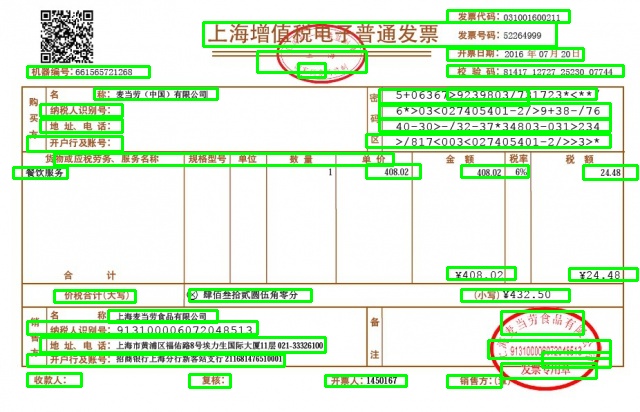 上海增值税电子普通发票
发票代码: 031001600211
发票号码: 52264999
开票日期: 2016 年 07 月 20 日
机器编号: 661565721268
校 验 码: 81417 12727 25230 07744
购买方
名 称: 麦当劳（中国）有限公司
纳税人识别号:
地 址、电 话:
开户行及账号:
密码区
5+06367>9239803/731723*<**
6*>03<027405401-2/>9+38-/76
40-30>-/32-37*34803-031>234
>/817<003<027405401-2/>>3>*
货物或应税劳务、服务名称 规格型号 单位 数 量 单 价 金 额 税率 税 额
餐饮服务 1 408.02 408.02 6% 24.48
合 计 ¥408.02 ¥24.48
价税合计(大写) 肆佰叁拾贰圆伍角零分 (小写) ¥432.50
销售方
名 称: 上海麦当劳食品有限公司
纳税人识别号: 913100006072048513
地 址、电 话: 上海市黄浦区福佑路8号埃力生国际大厦11层 021-33326100
开户行及账号: 招商银行上海分行新客站支行 211681476510001
备注
麦当劳食品有限
913100006072048513
发票专用章
收款人: 复核: 开票人: 1450167 销售方: